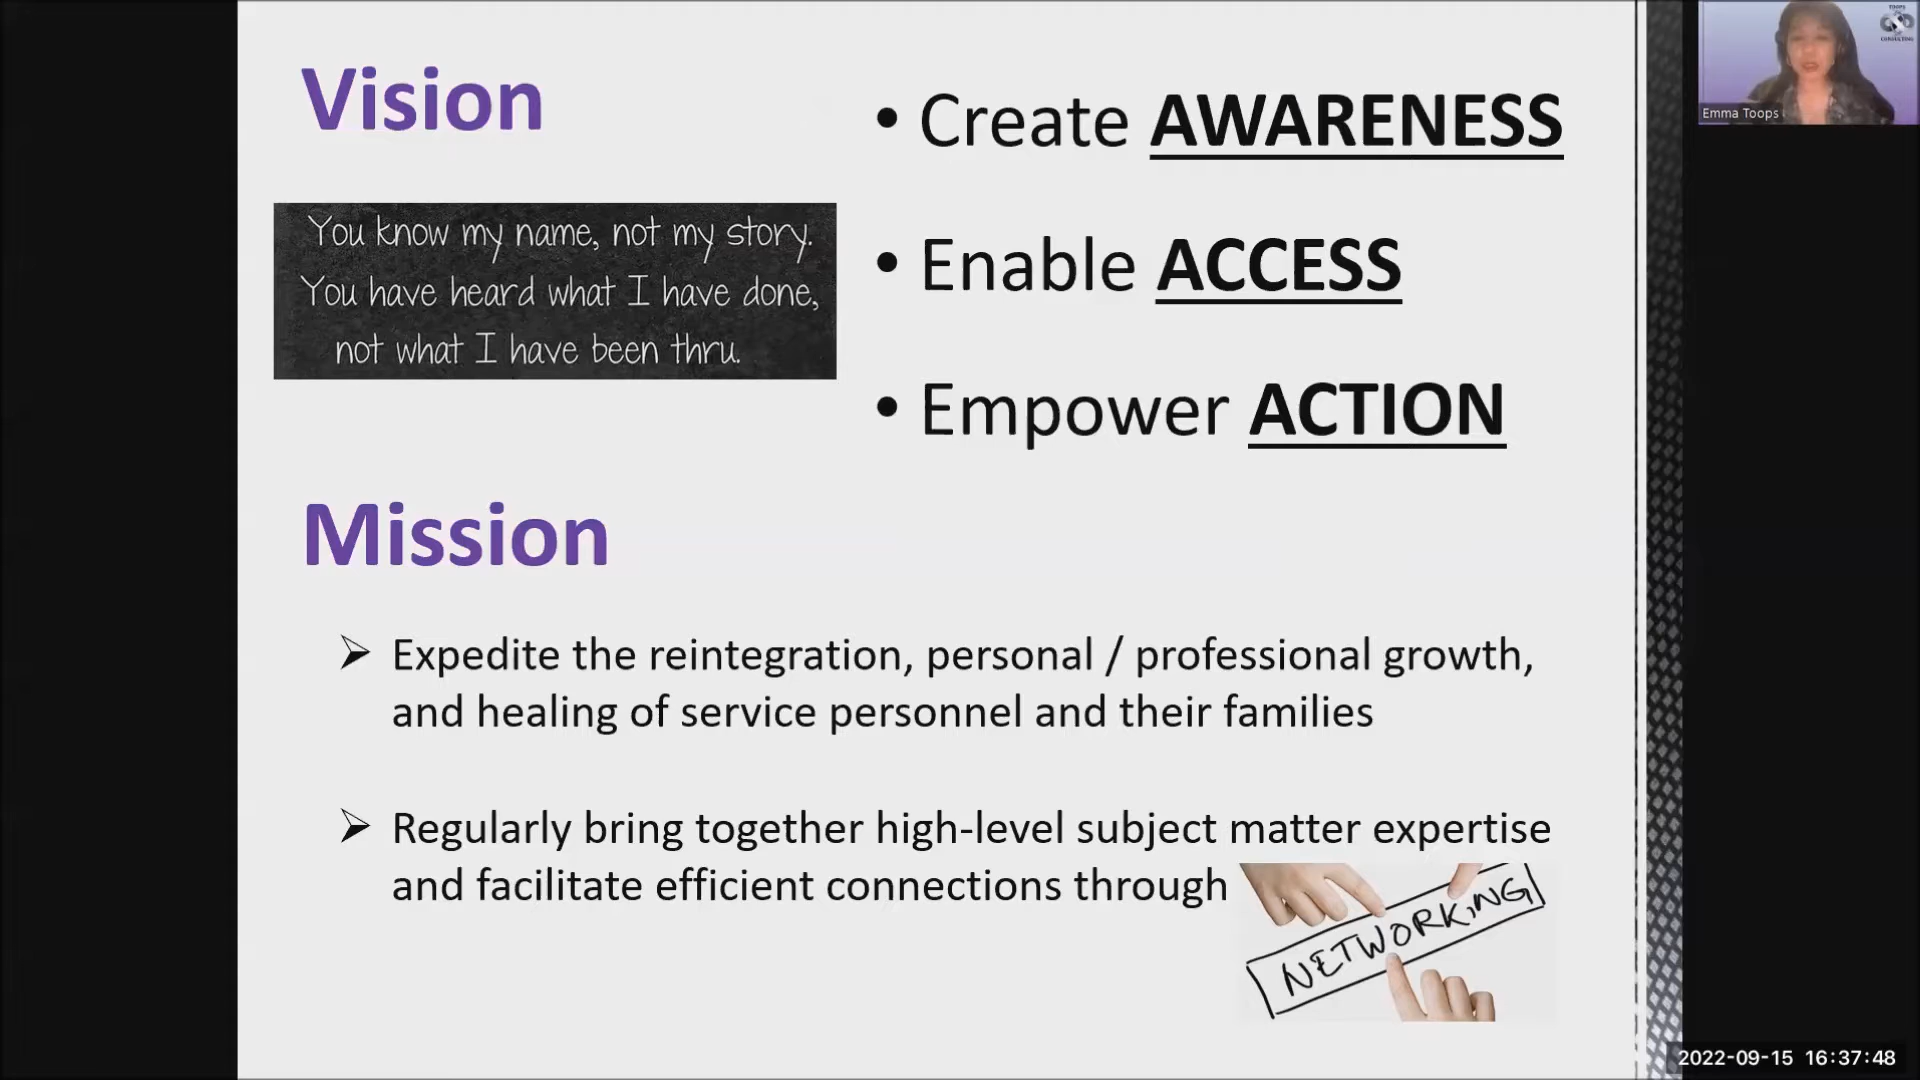 Vision
You know my name, not my story.
You have heard what I have done,
not what I have been thru.
• Create AWARENESS
• Enable ACCESS
• Empower ACTION
Mission
➢ Expedite the reintegration, personal / professional growth,
and healing of service personnel and their families
➢ Regularly bring together high-level subject matter expertise
and facilitate efficient connections through
NETWORKING
TOOPS
CONSULTING
Emma Toops
2022-09-15 16:37:48